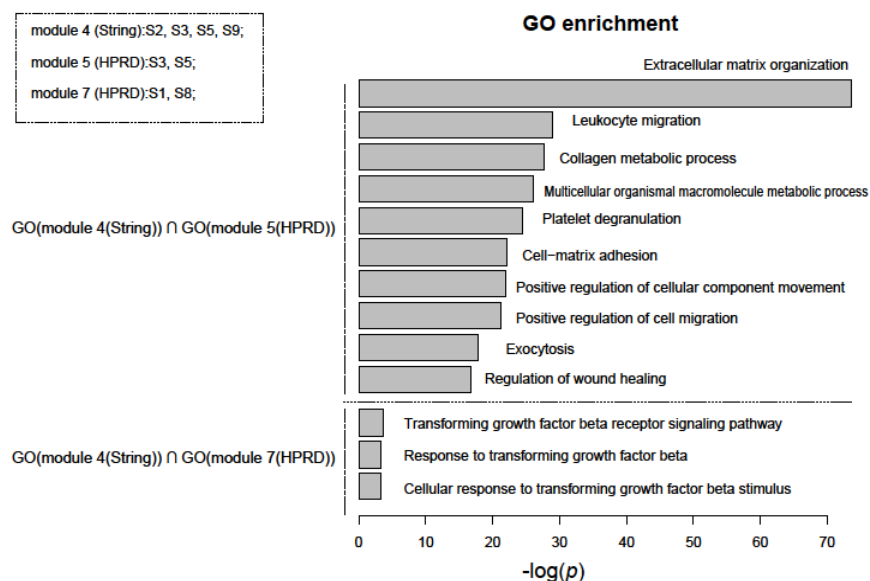 GO enrichment
module 4 (String):S2, S3, S5, S9;
module 5 (HPRD):S3, S5;
module 7 (HPRD):S1, S8;
Extracellular matrix organization
Leukocyte migration
Collagen metabolic process
Multicellular organismal macromolecule metabolic process
Platelet degranulation
GO(module 4(String)) ∩ GO(module 5(HPRD))
Cell−matrix adhesion
Positive regulation of cellular component movement
Positive regulation of cell migration
Exocytosis
Regulation of wound healing
Transforming growth factor beta receptor signaling pathway
GO(module 4(String)) ∩ GO(module 7(HPRD))
Response to transforming growth factor beta
Cellular response to transforming growth factor beta stimulus
0 10 20 30 40 50 60 70
-log(p)